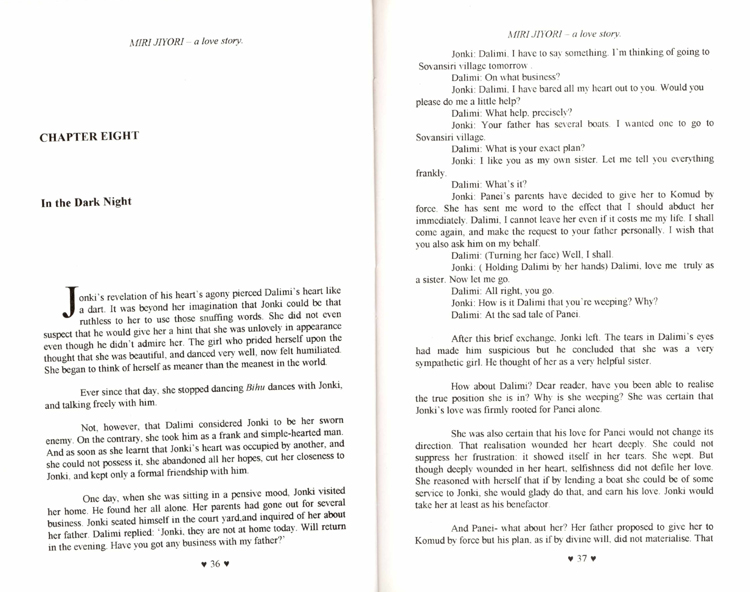 MIRI JIYORI – a love story.
CHAPTER EIGHT
In the Dark Night
Jonki's revelation of his heart's agony pierced Dalimi's heart like
a dart. It was beyond her imagination that Jonki could be that
ruthless to her to use those snuffing words. She did not even
suspect that he would give her a hint that she was unlovely in appearance
even though he didn't admire her. The girl who prided herself upon the
thought that she was beautiful, and danced very well, now felt humiliated.
She began to think of herself as meaner than the meanest in the world.
Ever since that day, she stopped dancing Bihu dances with Jonki,
and talking freely with him.
Not, however, that Dalimi considered Jonki to be her sworn
enemy. On the contrary, she took him as a frank and simple-hearted man.
And as soon as she learnt that Jonki's heart was occupied by another, and
she could not possess it, she abandoned all her hopes, cut her closeness to
Jonki, and kept only a formal friendship with him.
One day, when she was sitting in a pensive mood, Jonki visited
her home. He found her all alone. Her parents had gone out for several
business. Jonki seated himself in the court yard,and inquired of her about
her father. Dalimi replied: 'Jonki, they are not at home today. Will return
in the evening. Have you got any business with my father?'
♥ 36 ♥
MIRI JIYORI – a love story.
Jonki: Dalimi. I have to say something. I'm thinking of going to
Sovansiri village tomorrow .
Dalimi: On what business?
Jonki: Dalimi, I have bared all my heart out to you. Would you
please do me a little help?
Dalimi: What help, precisely?
Jonki: Your father has several boats. I wanted one to go to
Sovansiri village.
Dalimi: What is your exact plan?
Jonki: I like you as my own sister. Let me tell you everything
frankly.
Dalimi: What's it?
Jonki: Panei's parents have decided to give her to Komud by
force. She has sent me word to the effect that I should abduct her
immediately. Dalimi, I cannot leave her even if it costs me my life. I shall
come again, and make the request to your father personally. I wish that
you also ask him on my behalf.
Dalimi: (Turning her face) Well, I shall.
Jonki: ( Holding Dalimi by her hands) Dalimi, love me truly as
a sister. Now let me go.
Dalimi: All right, you go.
Jonki: How is it Dalimi that you're weeping? Why?
Dalimi: At the sad tale of Panei.
After this brief exchange, Jonki left. The tears in Dalimi's eyes
had made him suspicious but he concluded that she was a very
sympathetic girl. He thought of her as a very helpful sister.
How about Dalimi? Dear reader, have you been able to realise
the true position she is in? Why is she weeping? She was certain that
Jonki's love was firmly rooted for Panei alone.
She was also certain that his love for Panei would not change its
direction. That realisation wounded her heart deeply. She could not
suppress her frustration: it showed itself in her tears. She wept. But
though deeply wounded in her heart, selfishness did not defile her love.
She reasoned with herself that if by lending a boat she could be of some
service to Jonki, she would glady do that, and earn his love. Jonki would
take her at least as his benefactor.
And Panei- what about her? Her father proposed to give her to
Komud by force but his plan, as if by divine will, did not materialise. That
♥ 37 ♥